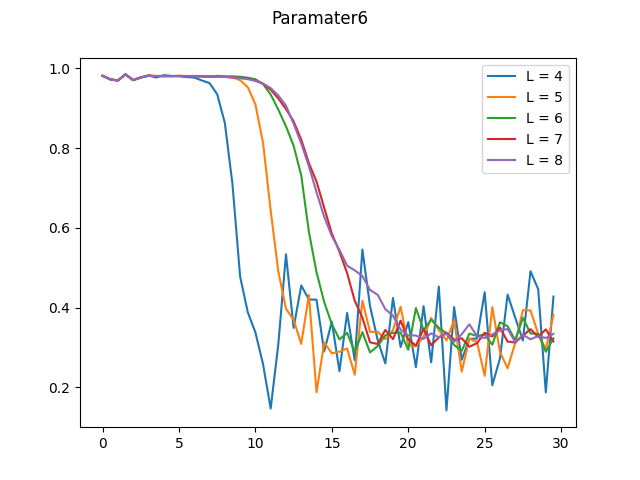 Paramater6
1.0
0.8
0.6
0.4
0.2
0 5 10 15 20 25 30
L = 4
L = 5
L = 6
L = 7
L = 8